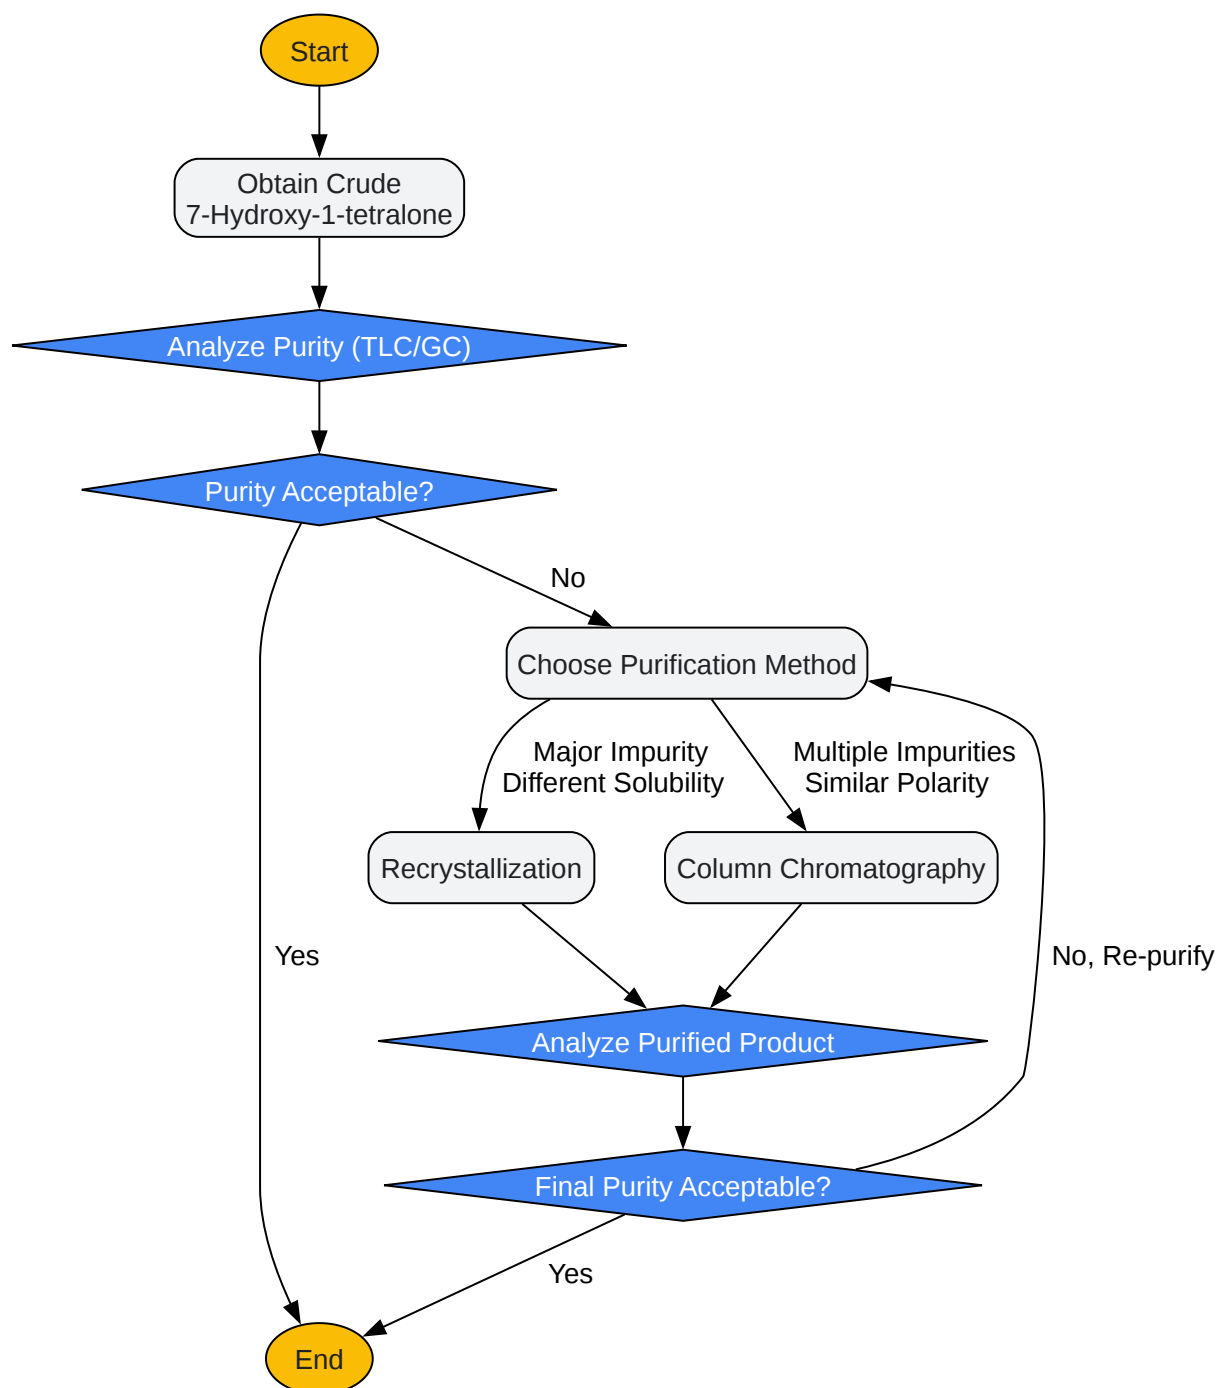 Start
Obtain Crude
7-Hydroxy-1-tetralone
Analyze Purity (TLC/GC)
Purity Acceptable?
No
Choose Purification Method
Major Impurity
Different Solubility
Multiple Impurities
Similar Polarity
Recrystallization
Column Chromatography
Yes
No, Re-purify
Analyze Purified Product
Final Purity Acceptable?
Yes
End